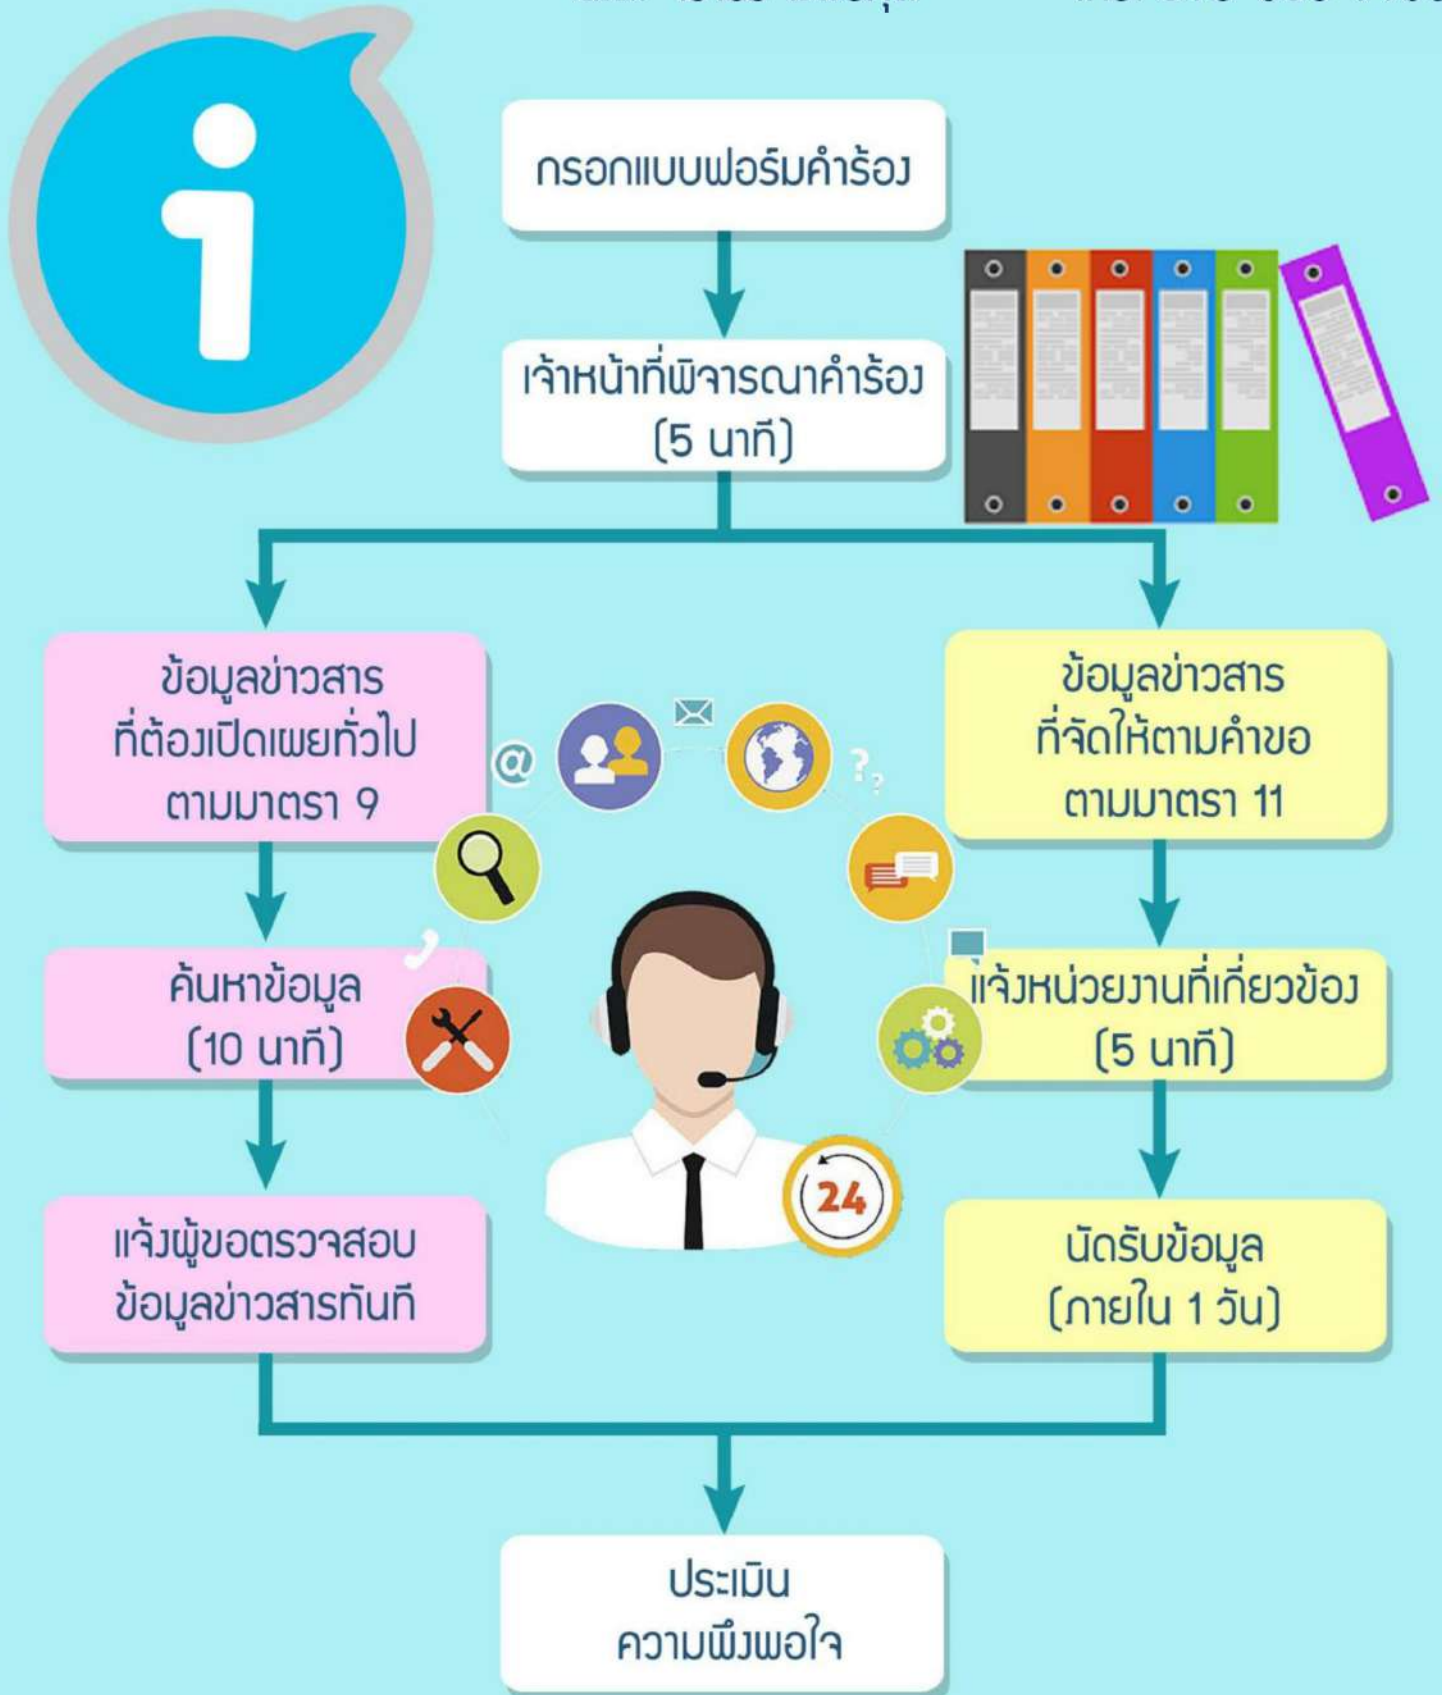 กรอกแบบฟอร์มคำร้อง
เจ้าหน้าที่พิจารณาคำร้อง
(5 นาที)
ข้อมูลข่าวสาร
ที่ต้องเปิดเผยทั่วไป
ตามมาตรา 9
ข้อมูลข่าวสาร
ที่จัดให้ตามคำขอ
ตามมาตรา 11
@
? ?
ค้นหาข้อมูล
(10 นาที)
แจ้งหน่วยงานที่เกี่ยวข้อง
(5 นาที)
แจ้งผู้ขอตรวจสอบ
ข้อมูลข่าวสารทันที
24
นัดรับข้อมูล
(ภายใน 1 วัน)
ประเมิน
ความพึงพอใจ